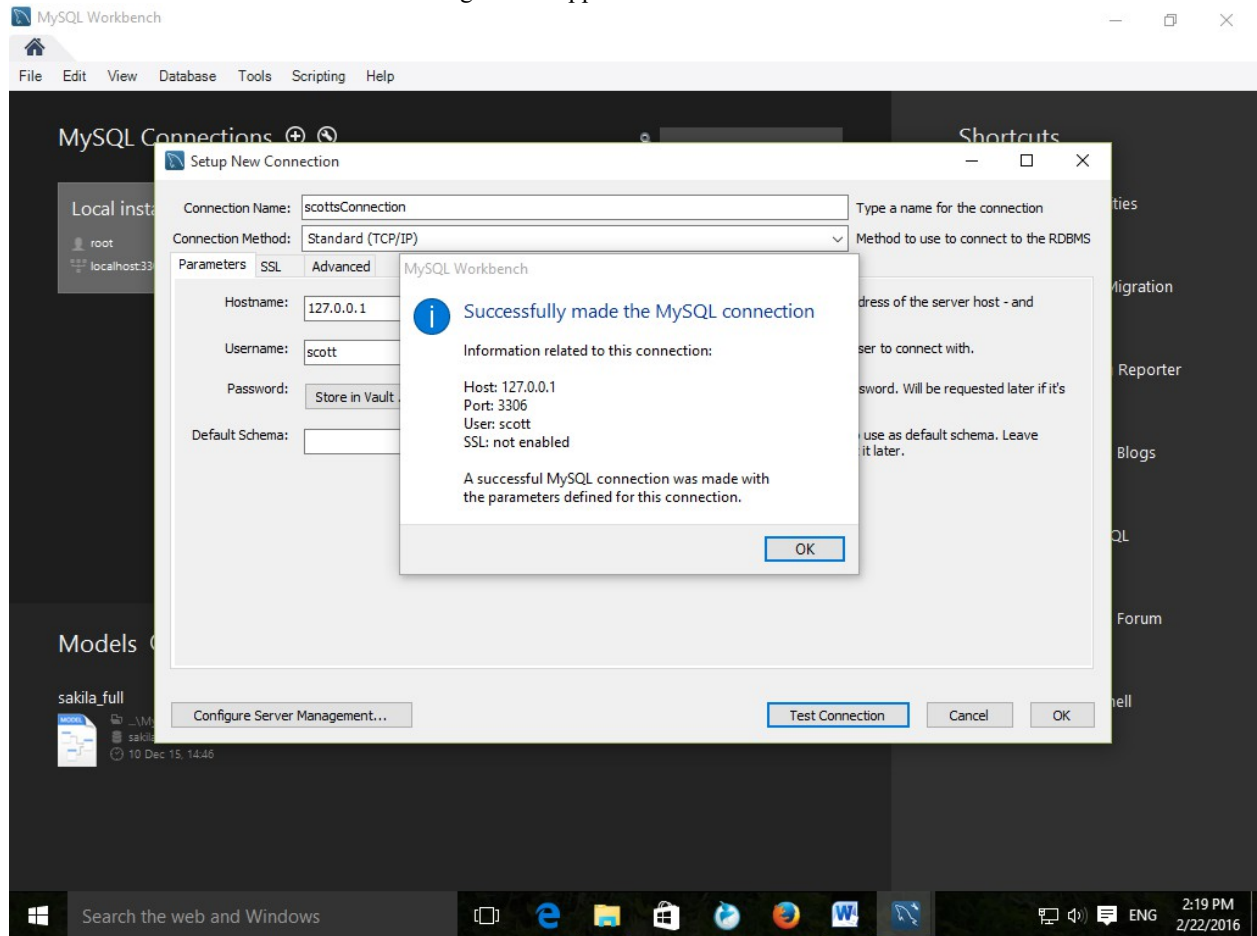 MySQL Workbench
File Edit View Database Tools Scripting Help
MySQL Connections
Shortcuts
Local insta
root
localhost:33
Setup New Connection
Connection Name: scottsConnection Type a name for the connection
Connection Method: Standard (TCP/IP) Method to use to connect to the RDBMS
Parameters SSL Advanced
Hostname: 127.0.0.1 dress of the server host - and
Username: scott ser to connect with.
Password: Store in Vault sword. Will be requested later if it's
Default Schema: use as default schema. Leave
it later.
MySQL Workbench
Successfully made the MySQL connection
Information related to this connection:
Host: 127.0.0.1
Port: 3306
User: scott
SSL: not enabled
A successful MySQL connection was made with
the parameters defined for this connection.
OK
Configure Server Management... Test Connection Cancel OK
ties
Migration
Reporter
Blogs
QL
Forum
hell
Models
sakila_full
MODEL
..\My
sakila
10 Dec 15, 14:46
Search the web and Windows
ENG
2:19 PM
2/22/2016